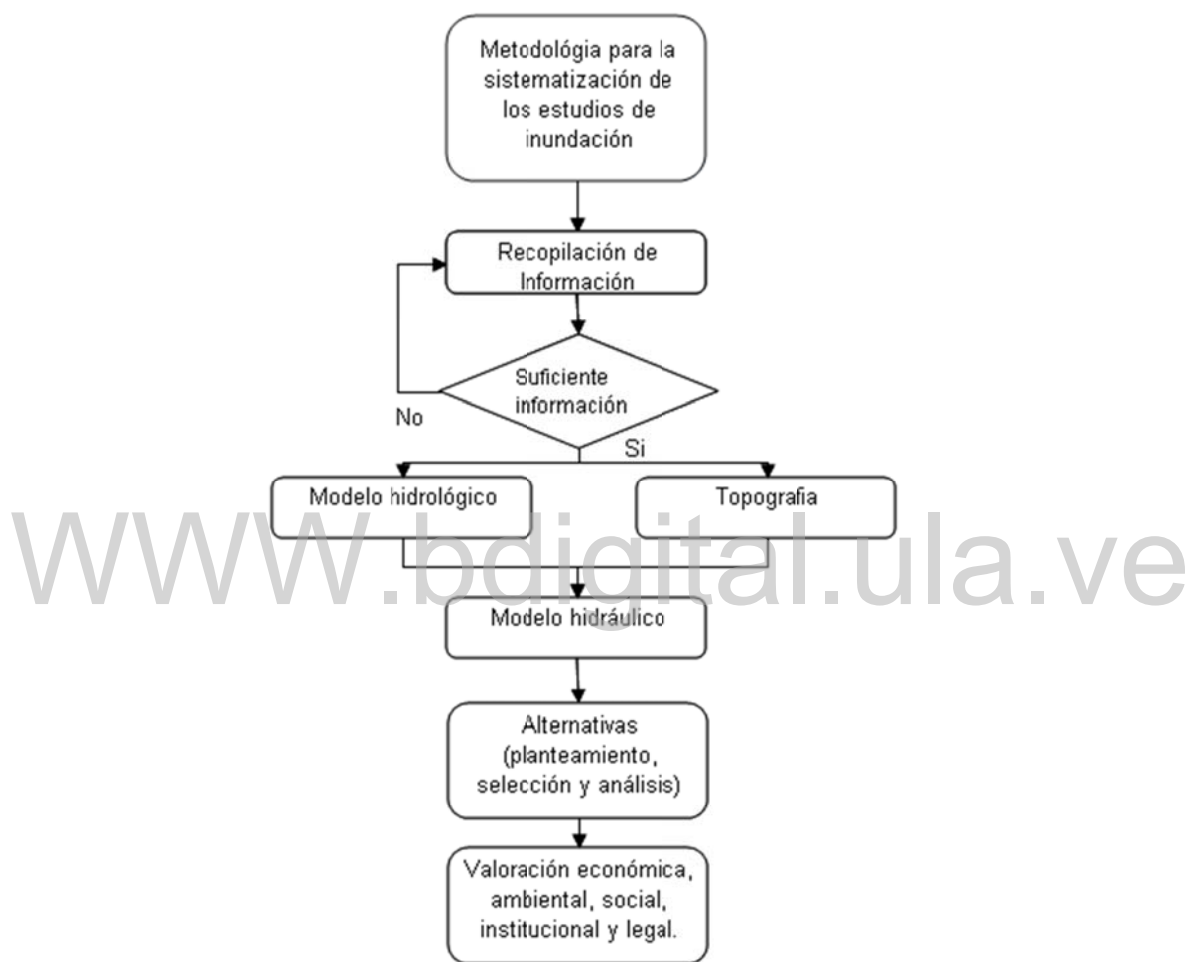 Metodológia para la
sistematización de
los estudios de
inundación
Recopilación de
Información
Suficiente
información
No
Si
Modelo hidrológico
Topografia
WWW.bdigital.ula.ve
Modelo hidráulico
Alternativas
(planteamiento,
selección y análisis)
Valoración económica,
ambiental, social,
institucional y legal.